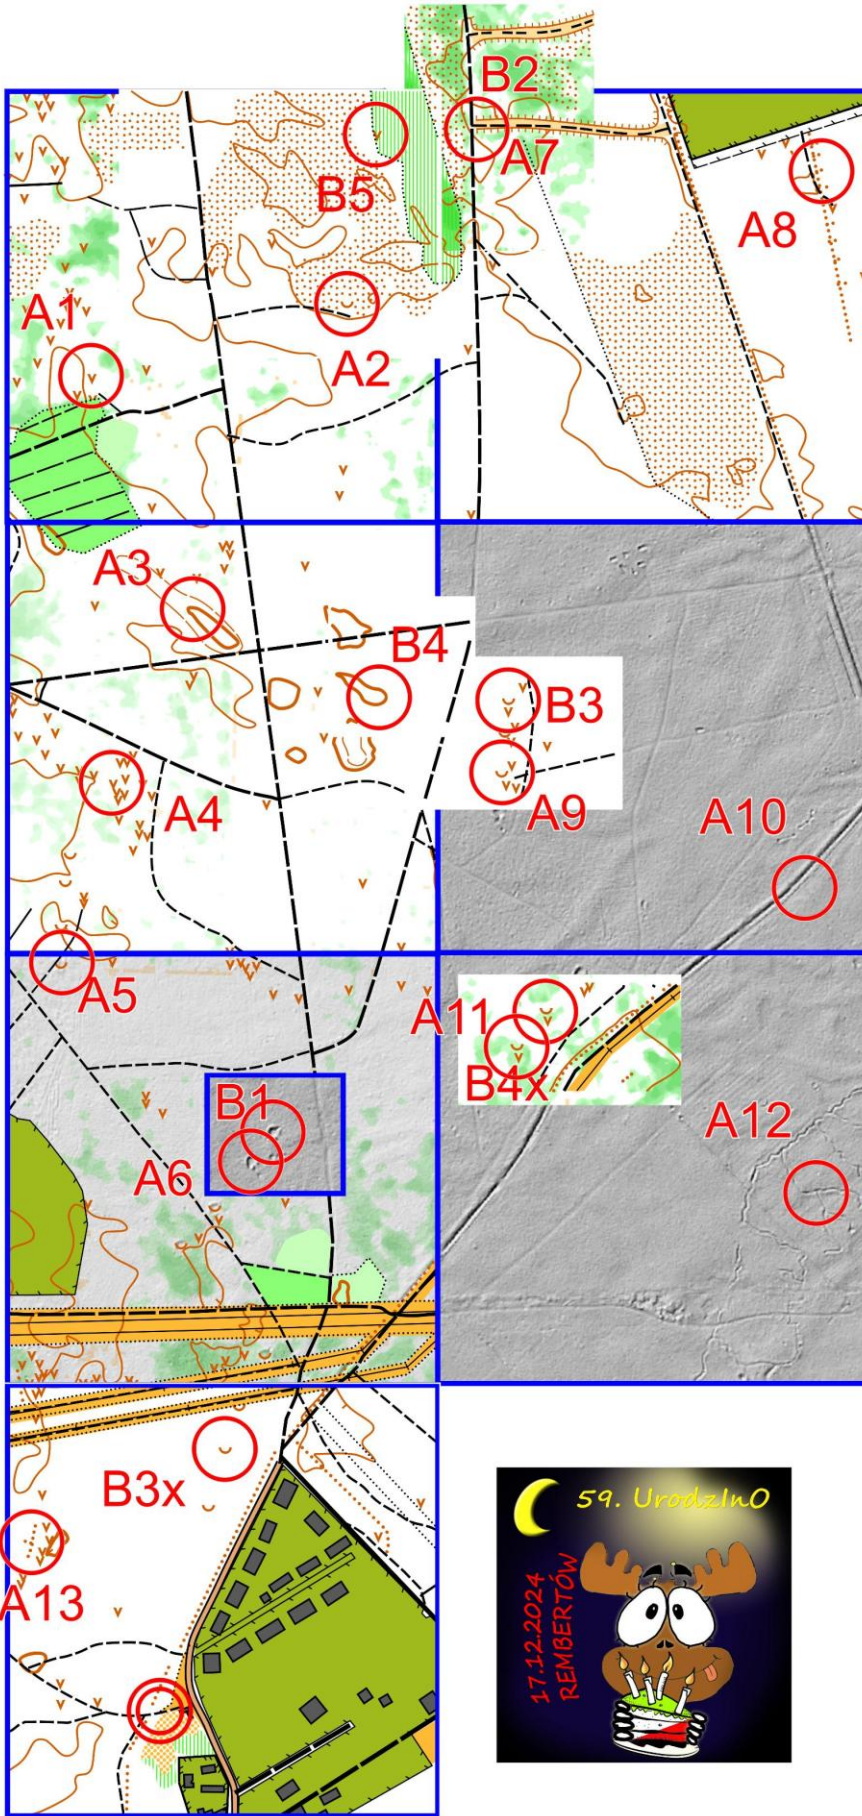 B2
A7
B5
A8
A1
A2
A3
B4
B3
A4
A9
A10
A5
A11
B4x
B1
A6
A12
B3x
A13
59. UrodzInO
17.12.2024
REMBERTÓW